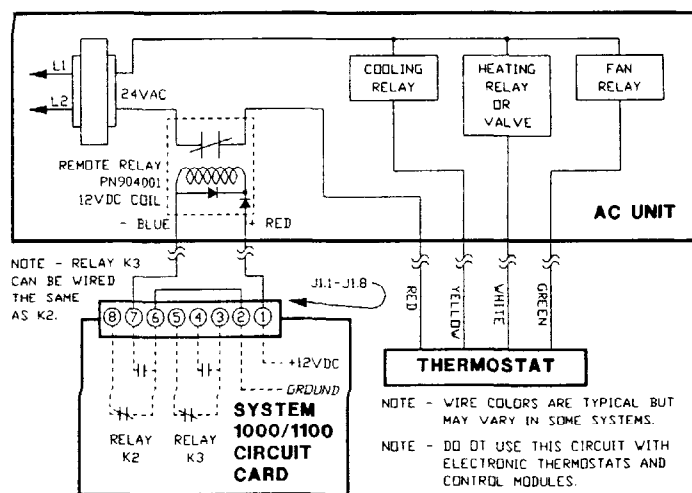 L1
L2
24VAC
COOLING
RELAY
HEATING
RELAY
OR
VALVE
FAN
RELAY
REMOTE RELAY
PN904001
12VDC COIL
- BLUE
+ RED
AC UNIT
NOTE - RELAY K3
CAN BE WIRED
THE SAME
AS K2.
J1.1-J1.8
RED
YELLOW
WHITE
GREEN
8 7 6 5 4 3 2 1
THERMOSTAT
+12VDC
GROUND
RELAY
K2
RELAY
K3
SYSTEM
1000/1100
CIRCUIT
CARD
NOTE - WIRE COLORS ARE TYPICAL BUT
MAY VARY IN SOME SYSTEMS.
NOTE - DO OT USE THIS CIRCUIT WITH
ELECTRONIC THERMOSTATS AND
CONTROL MODULES.